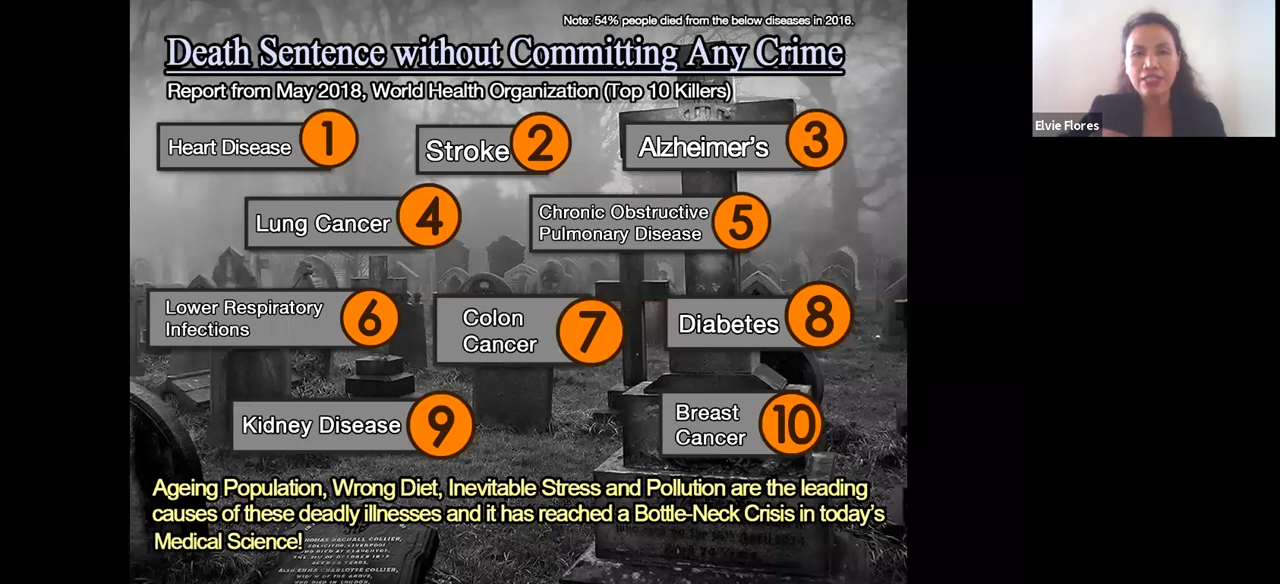 Note: 54% people died from the below diseases in 2016.
Death Sentence without Committing Any Crime
Report from May 2018, World Health Organization (Top 10 Killers)
Heart Disease 1
Stroke 2
Alzheimer's 3
Lung Cancer 4
Chronic Obstructive
Pulmonary Disease 5
Lower Respiratory
Infections 6
Colon
Cancer 7
Diabetes 8
Kidney Disease 9
Breast
Cancer 10
Ageing Population, Wrong Diet, Inevitable Stress and Pollution are the leading
causes of these deadly illnesses and it has reached a Bottle-Neck Crisis in today's
Medical Science!
Elvie Flores